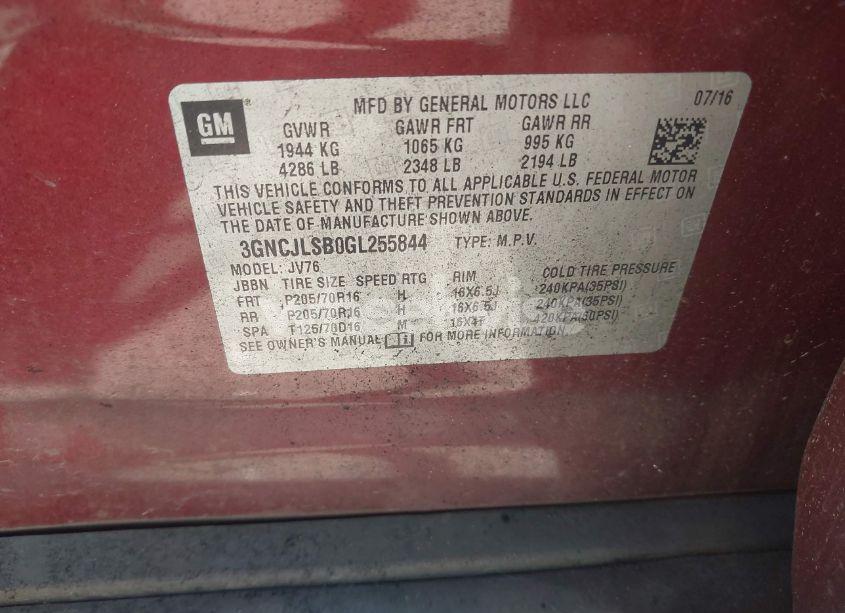 GM
MFD BY GENERAL MOTORS LLC 07/16
GVWR GAWR FRT GAWR RR
1944 KG 1065 KG 995 KG
4286 LB 2348 LB 2194 LB
THIS VEHICLE CONFORMS TO ALL APPLICABLE U.S. FEDERAL MOTOR
VEHICLE SAFETY AND THEFT PREVENTION STANDARDS IN EFFECT ON
THE DATE OF MANUFACTURE SHOWN ABOVE.
3GNCJLSB0GL255844 TYPE: M.P.V.
MODEL: JV76
JBBN TIRE SIZE SPEED RTG RIM COLD TIRE PRESSURE
FRT P205/70R16 H 16X6.5J 240KPA(35PSI)
RR P205/70R16 H 16X6.5J 240KPA(35PSI)
SPA T125/70D16 M 420KPA(60PSI)
SEE OWNER'S MANUAL FOR MORE INFORMATION.